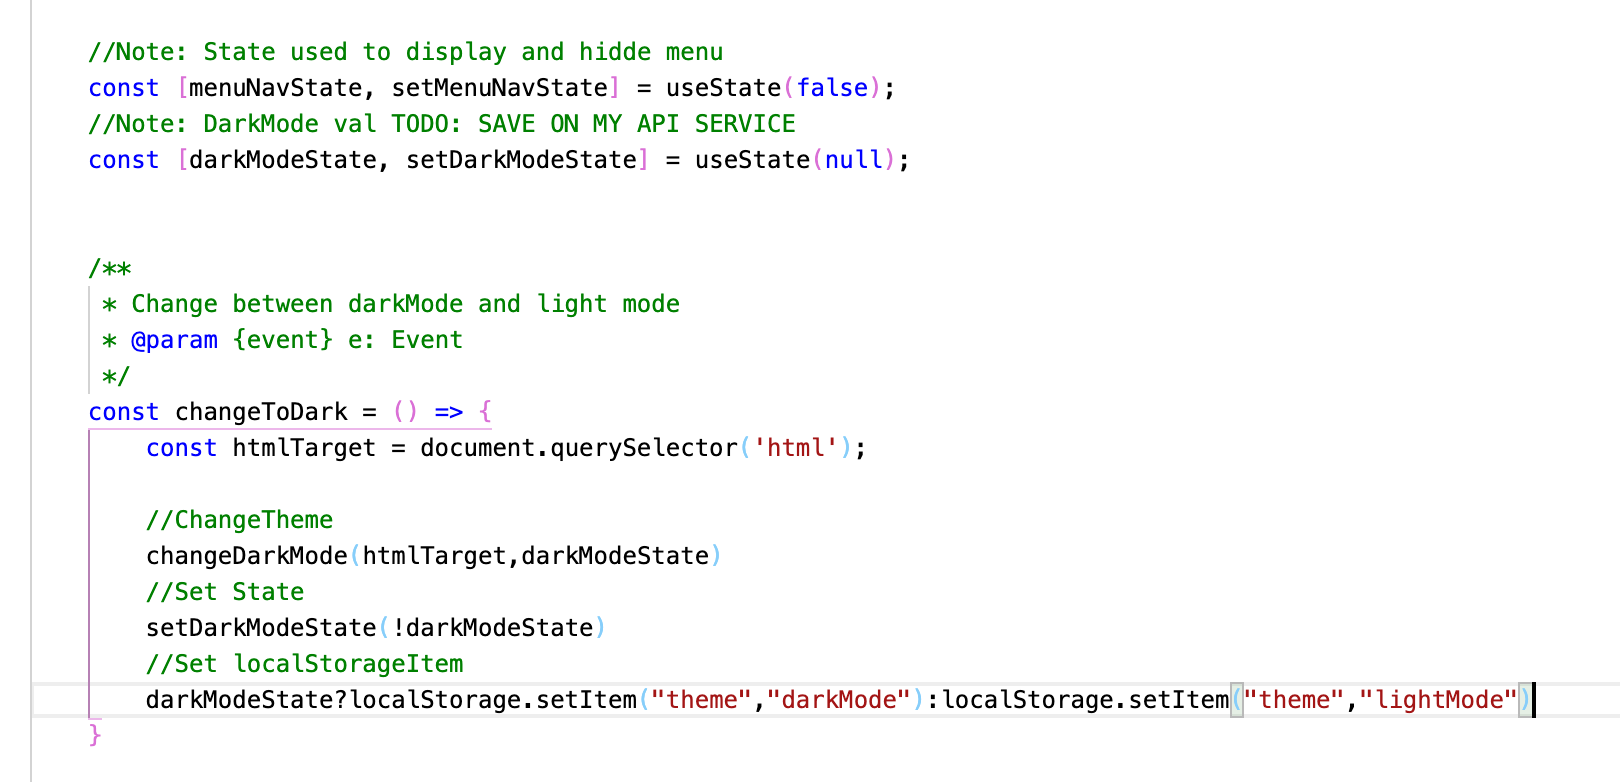 //Note: State used to display and hidde menu
const [menuNavState, setMenuNavState] = useState(false);
//Note: DarkMode val TODO: SAVE ON MY API SERVICE
const [darkModeState, setDarkModeState] = useState(null);
/**
* Change between darkMode and light mode
* @param {event} e: Event
*/
const changeToDark = () => {
const htmlTarget = document.querySelector('html');
//ChangeTheme
changeDarkMode(htmlTarget,darkModeState)
//Set State
setDarkModeState(!darkModeState)
//Set localStorageItem
darkModeState?localStorage.setItem("theme","darkMode"):localStorage.setItem("theme","lightMode")
}